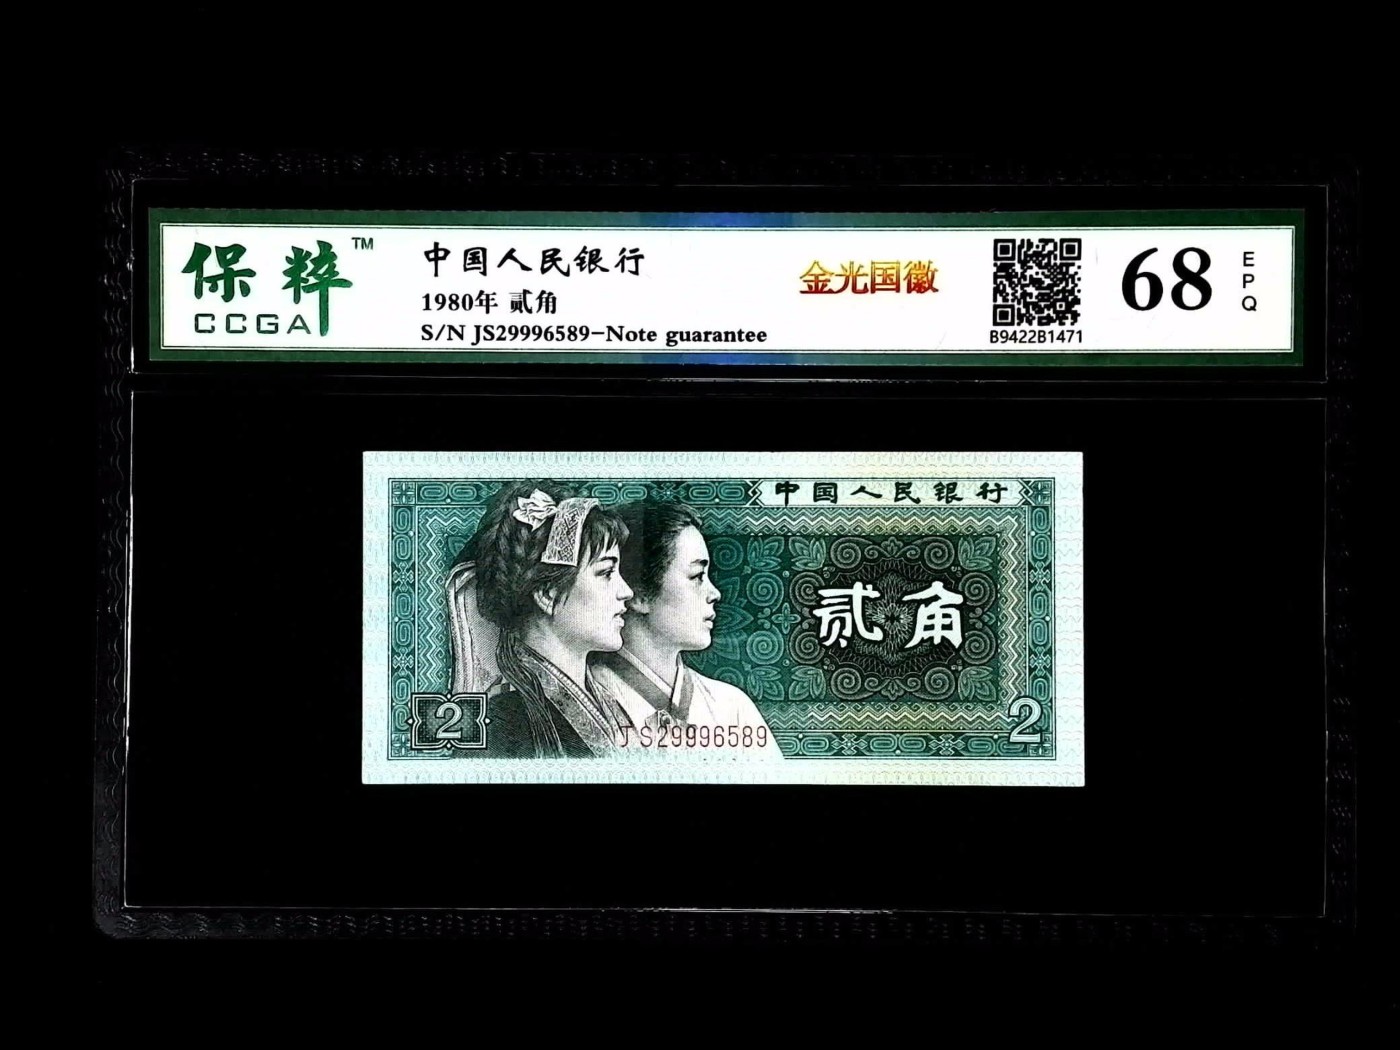 保粹™
CCGA
中国人民银行
1980年 贰角
S/N JS29996589-Note guarantee
金光国徽
B9422B1471
68
EPQ
中国人民银行
贰角
2
JS29996589
2